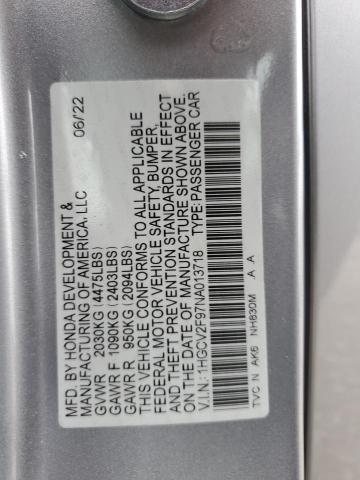 MFD. BY HONDA DEVELOPMENT & 06/22
MANUFACTURING OF AMERICA, LLC
GVWR 2030KG (4475LBS)
GAWR F 1090KG (2403LBS)
GAWR R 950KG (2094LBS)
THIS VEHICLE CONFORMS TO ALL APPLICABLE
FEDERAL MOTOR VEHICLE SAFETY, BUMPER,
AND THEFT PREVENTION STANDARDS IN EFFECT
ON THE DATE OF MANUFACTURE SHOWN ABOVE.
V.I.N.: 1HGCV2F97NA013718 TYPE: PASSENGER CAR
TVC N AK6 NH830M A A